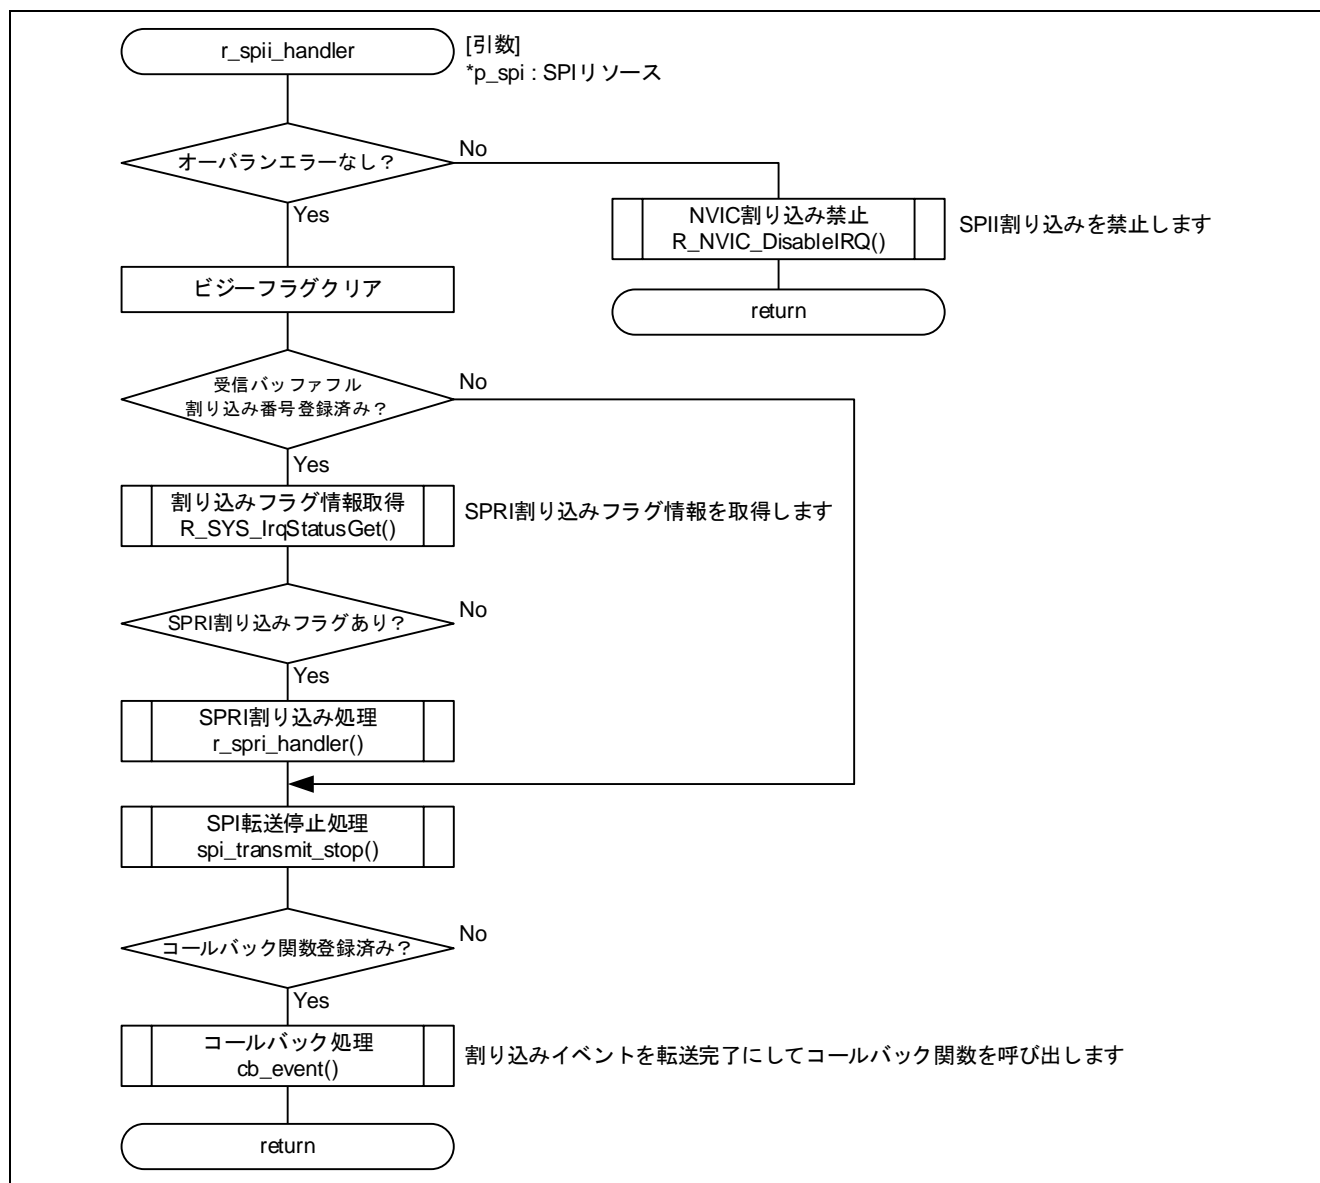 r_spii_handler
[引数]
*p_spi : SPIリソース
オーバランエラーなし？
No
Yes
NVIC割り込み禁止
R_NVIC_DisableIRQ()
SPII割り込みを禁止します
return
ビジーフラグクリア
受信バッファフル
割り込み番号登録済み？
No
Yes
割り込みフラグ情報取得
R_SYS_IrqStatusGet()
SPRI割り込みフラグ情報を取得します
SPRI割り込みフラグあり？
No
Yes
SPRI割り込み処理
r_spri_handler()
SPI転送停止処理
spi_transmit_stop()
コールバック関数登録済み？
No
Yes
コールバック処理
cb_event()
割り込みイベントを転送完了にしてコールバック関数を呼び出します
return